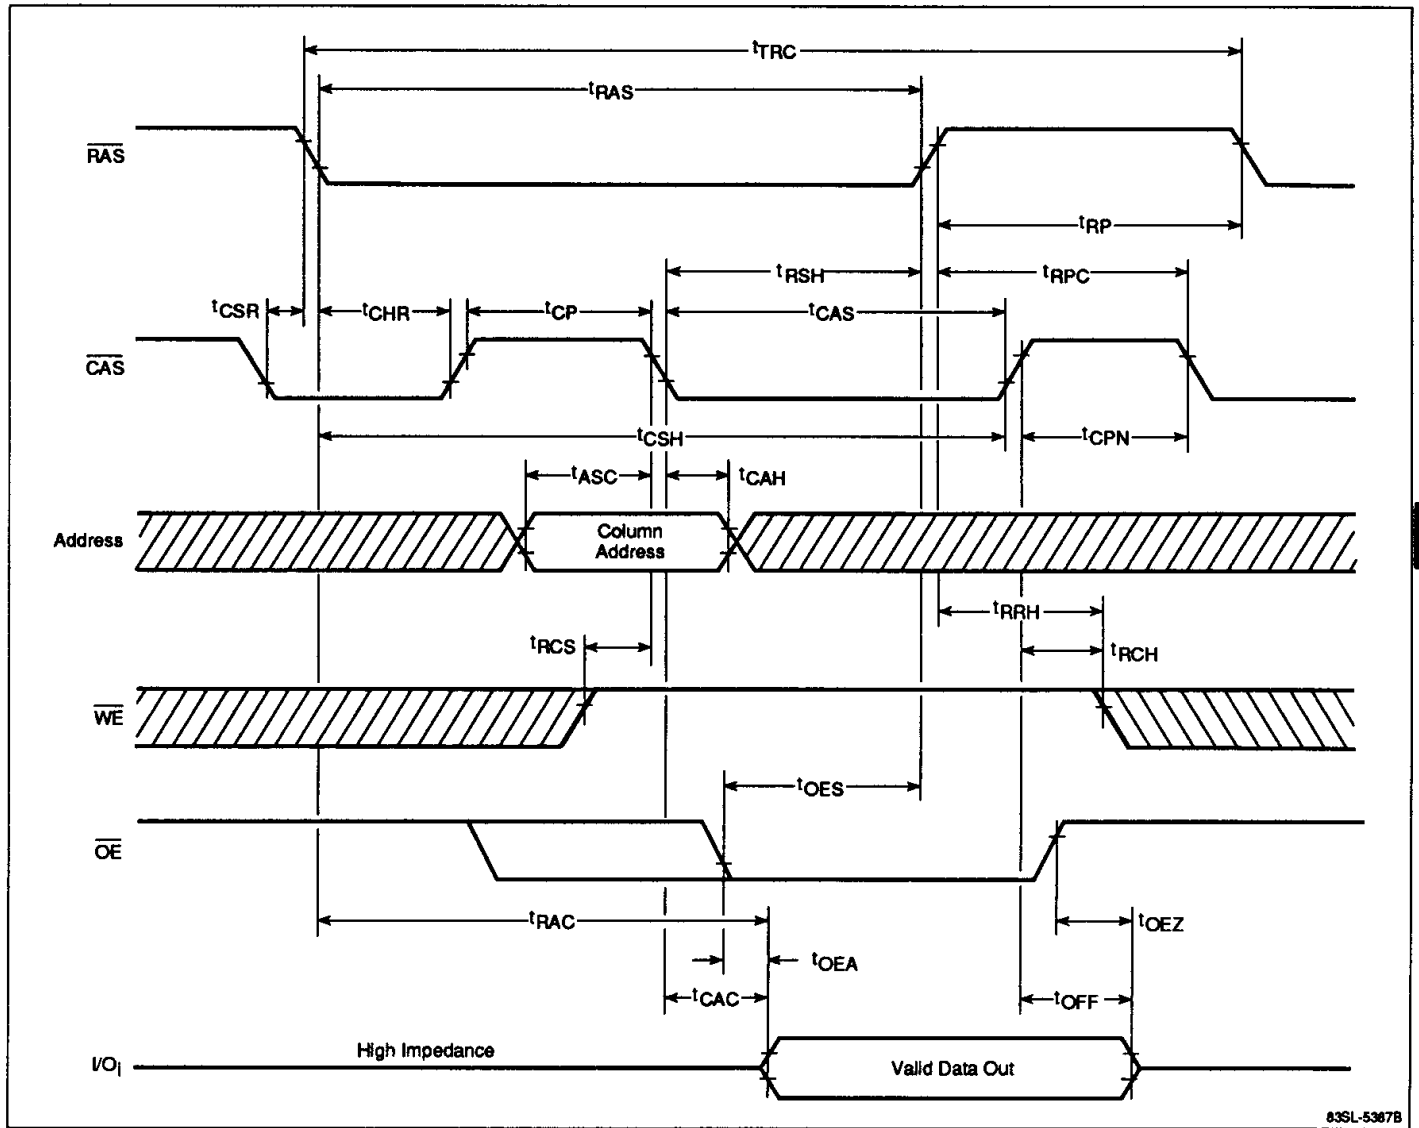 tTRC
tRAS
RAS
tRP
tRSH
tRPC
tCSR
tCHR
tCP
tCAS
CAS
tCSH
tCPN
tASC
tCAH
Address
Column
Address
tRRH
tRCS
tRCH
WE
tOES
OE
tRAC
tOEZ
tOEA
tCAC
tOFF
High Impedance
I/Oi
Valid Data Out
83SL-5367B